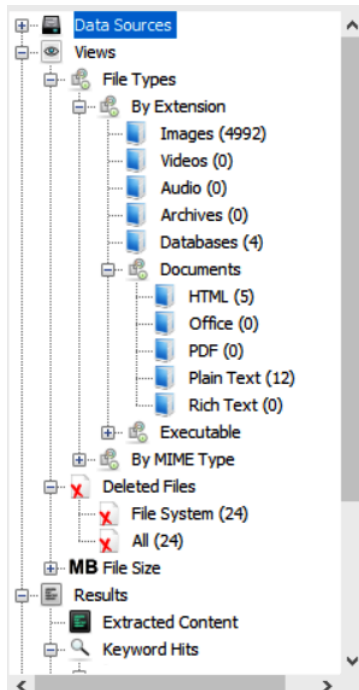 Data Sources
Views
File Types
By Extension
Images (4992)
Videos (0)
Audio (0)
Archives (0)
Databases (4)
Documents
HTML (5)
Office (0)
PDF (0)
Plain Text (12)
Rich Text (0)
Executable
By MIME Type
Deleted Files
File System (24)
All (24)
MB File Size
Results
Extracted Content
Keyword Hits